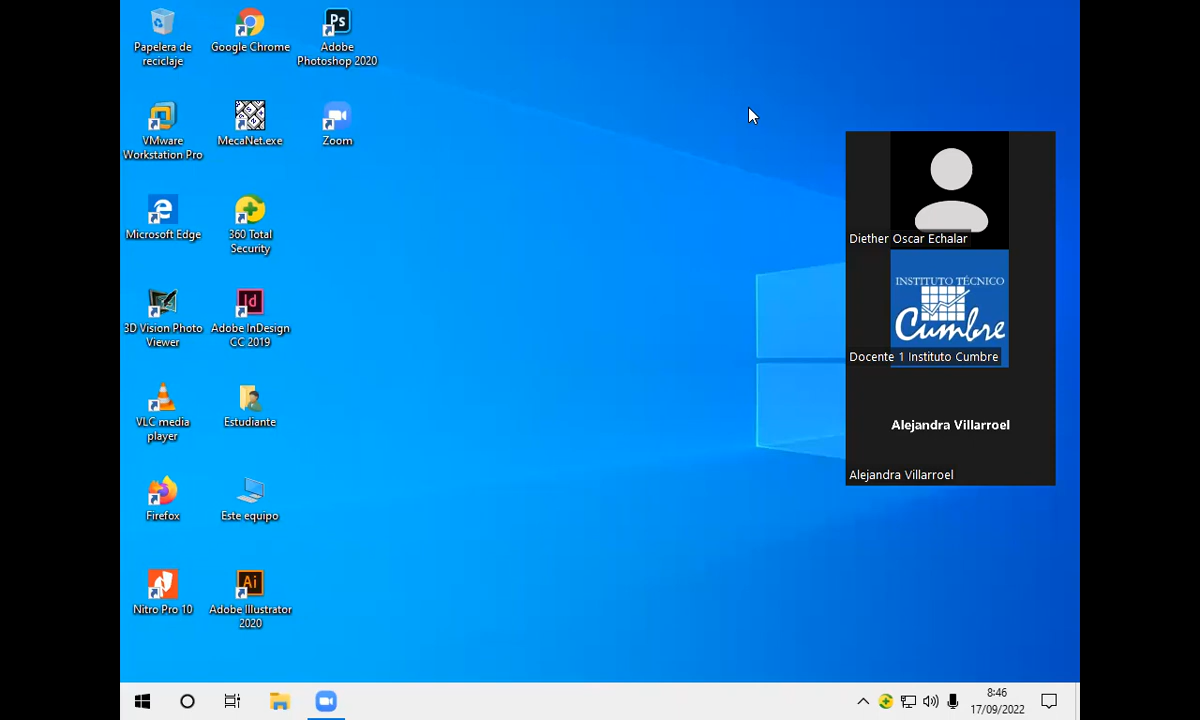 Papelera de
reciclaje
Google Chrome
Ps
Adobe
Photoshop 2020
VMware
Workstation Pro
MecaNet.exe
Zoom
Microsoft Edge
360 Total
Security
3D Vision Photo
Viewer
Id
Adobe InDesign
CC 2019
VLC media
player
Estudiante
Firefox
Este equipo
Nitro Pro 10
Ai
Adobe Illustrator
2020
Diether Oscar Echalar
INSTITUTO TÉCNICO
Cumbre
Docente 1 Instituto Cumbre
Alejandra Villarroel
Alejandra Villarroel
8:46
17/09/2022